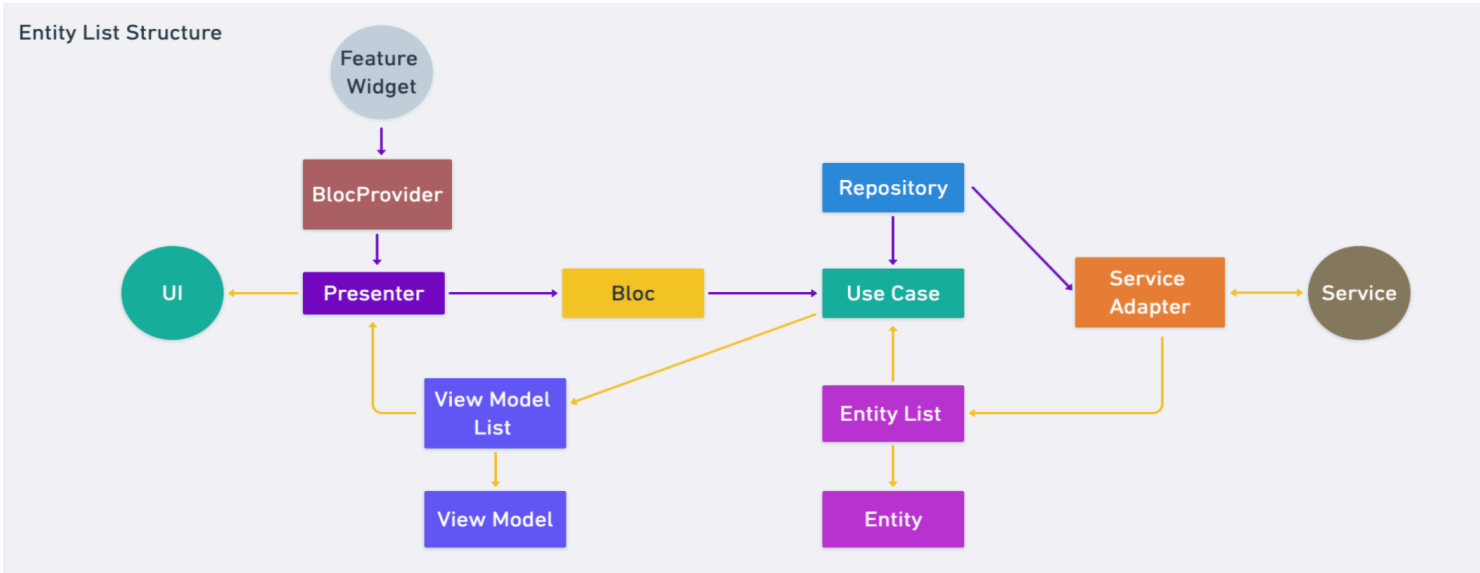 Entity List Structure
Feature
Widget
BlocProvider
Repository
UI
Presenter
Bloc
Use Case
Service
Adapter
Service
View Model
List
Entity List
View Model
Entity